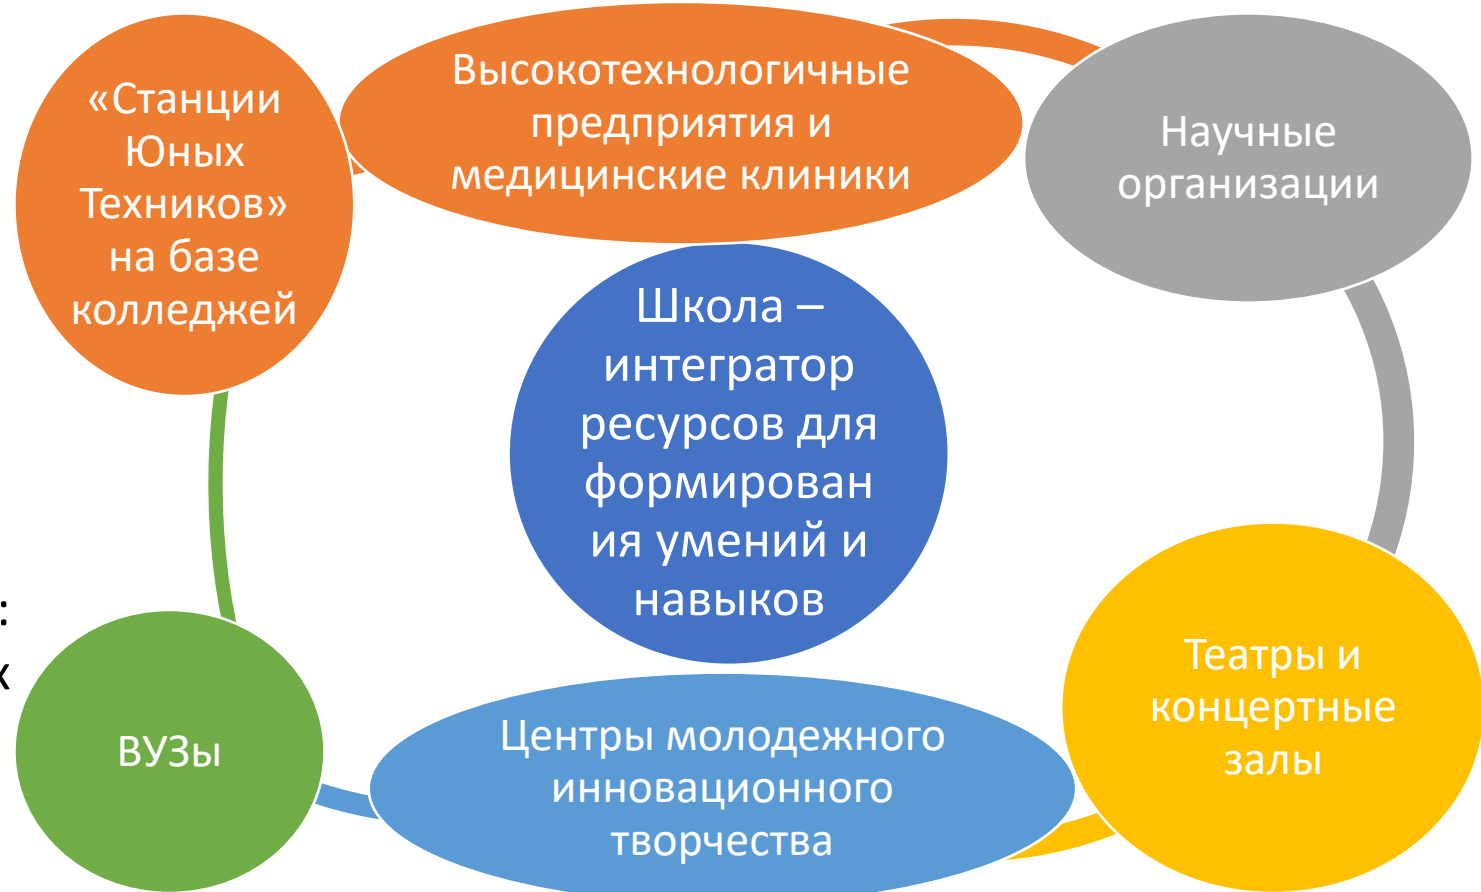 «Станции
Юных
Техников»
на базе
колледжей
Высокотехнологичные
предприятия и
медицинские клиники
Научные
организации
Школа –
интегратор
ресурсов для
формирован
ия умений и
навыков
:
х
ВУЗы
Центры молодежного
инновационного
творчества
Театры и
концертные
залы